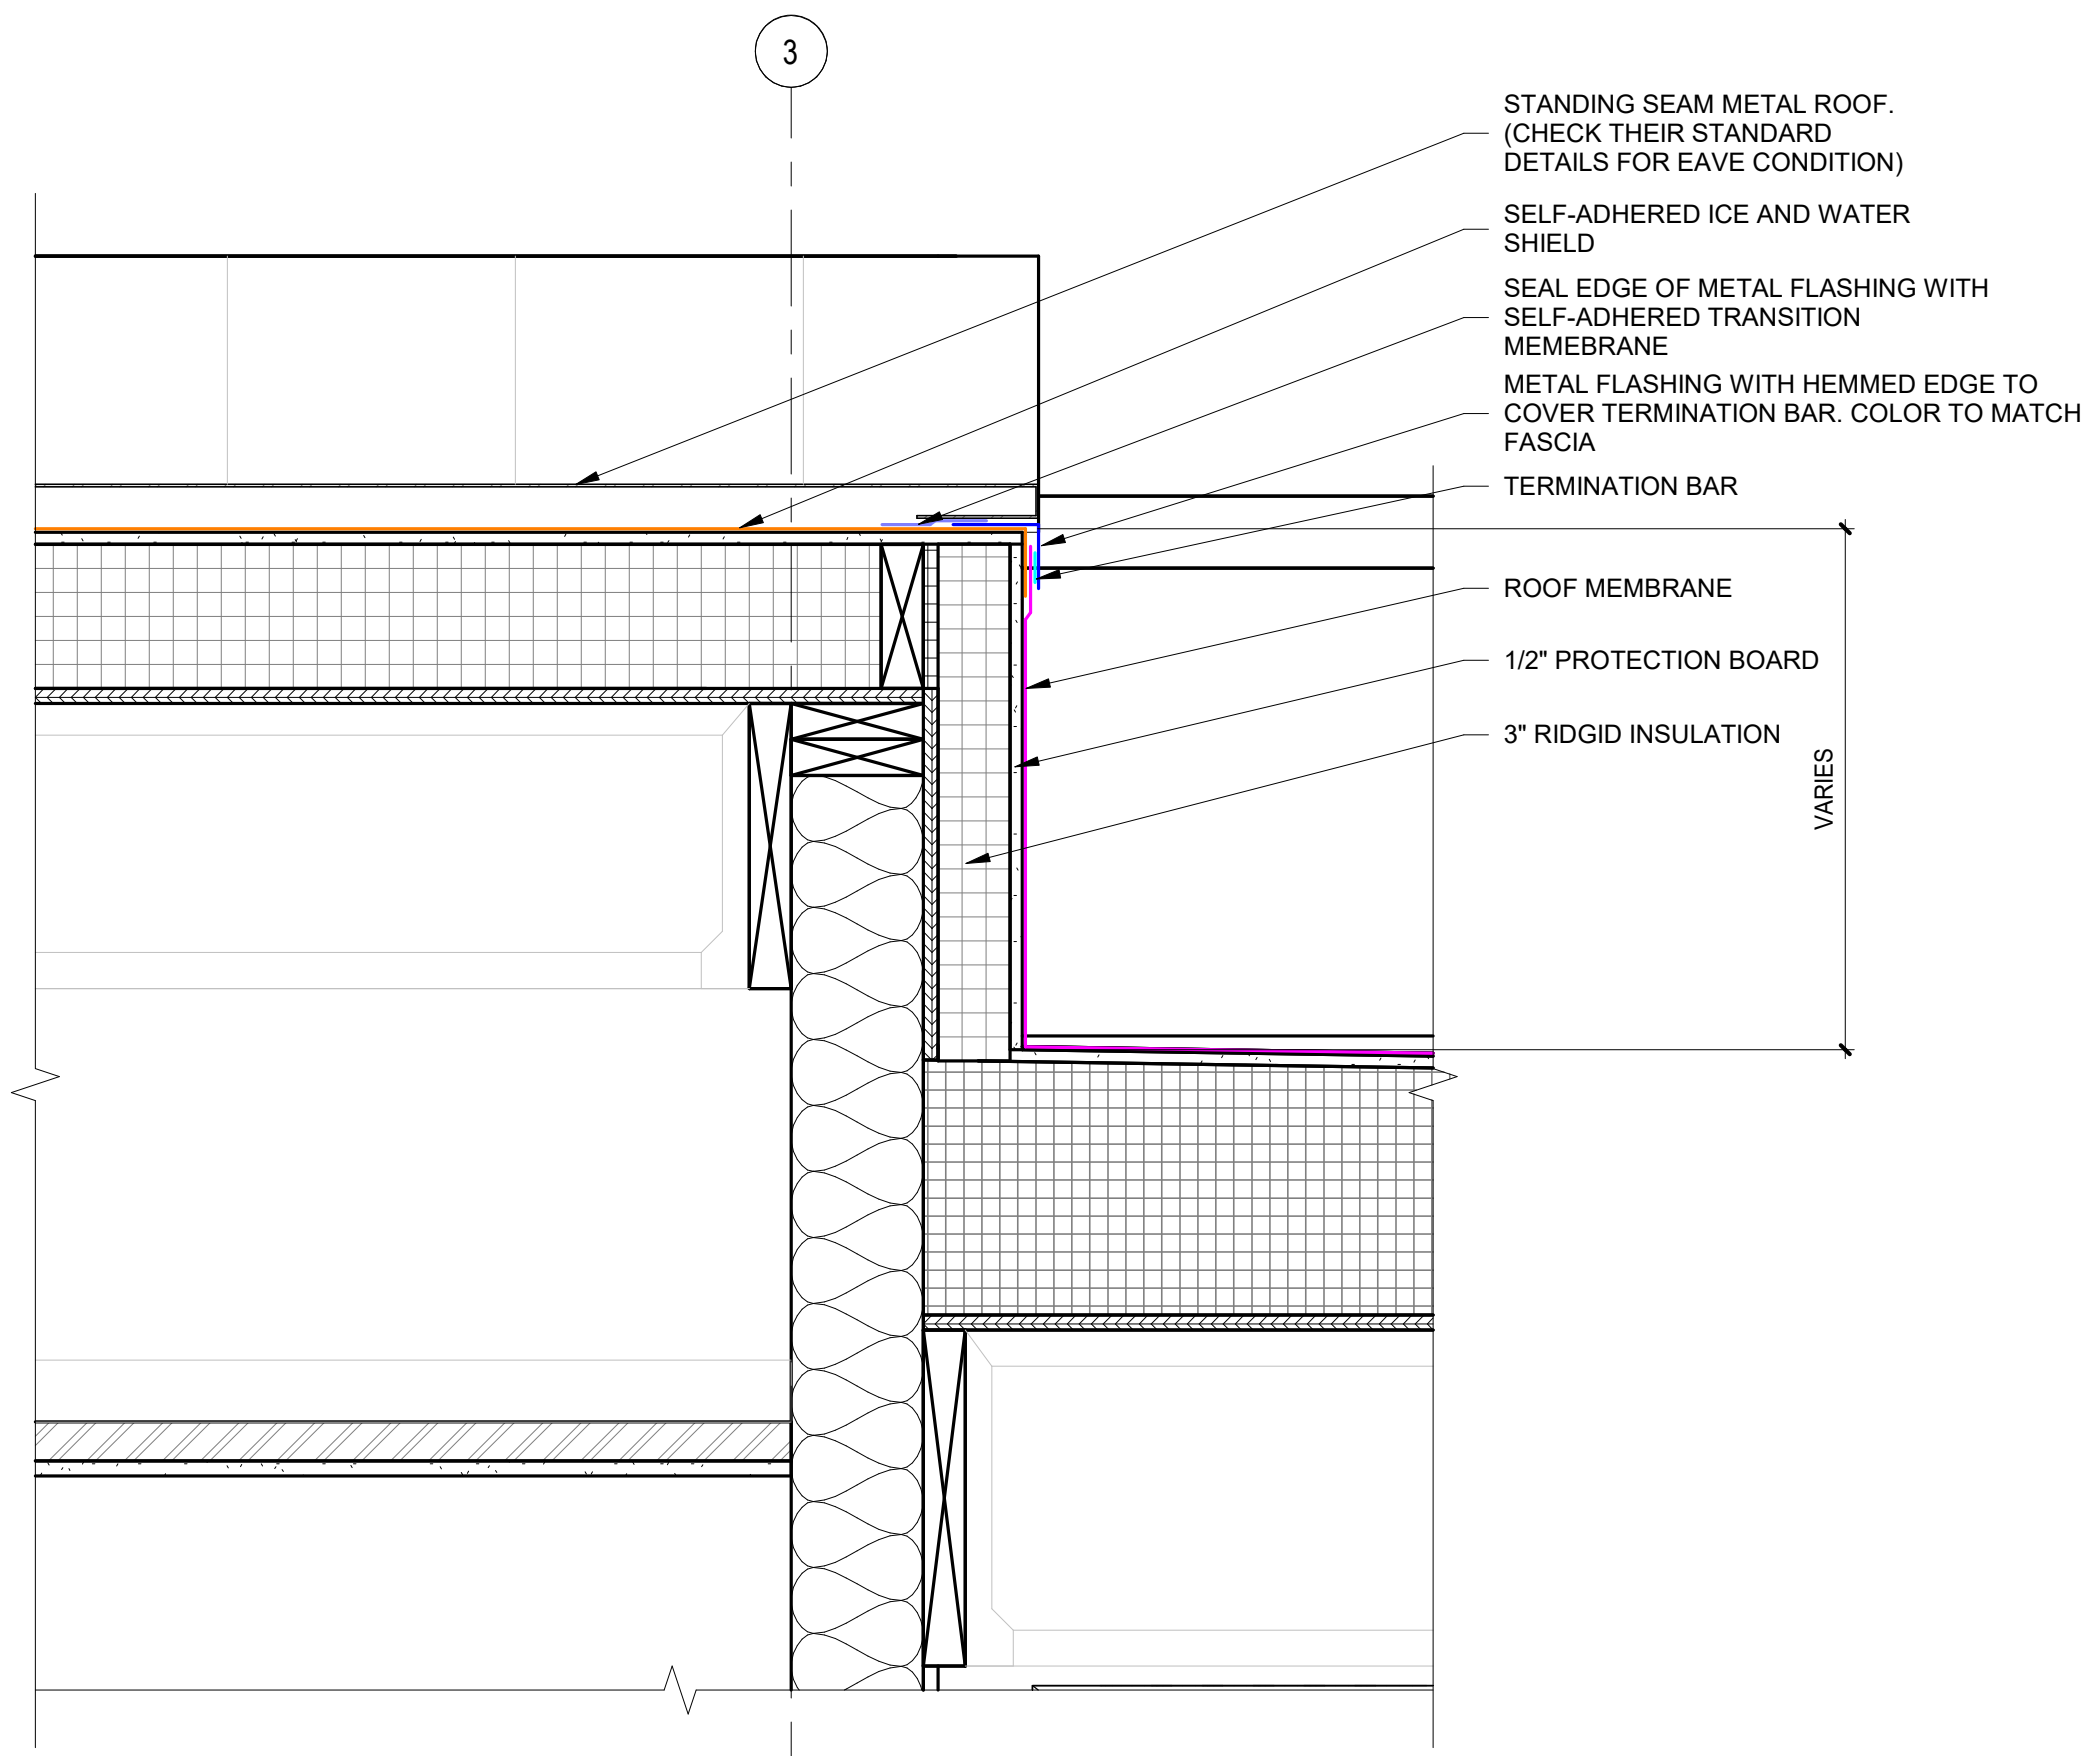 3
STANDING SEAM METAL ROOF.
(CHECK THEIR STANDARD
DETAILS FOR EAVE CONDITION)
SELF-ADHERED ICE AND WATER
SHIELD
SEAL EDGE OF METAL FLASHING WITH
SELF-ADHERED TRANSITION
MEMEBRANE
METAL FLASHING WITH HEMMED EDGE TO
COVER TERMINATION BAR. COLOR TO MATCH
FASCIA
TERMINATION BAR
ROOF MEMBRANE
1/2" PROTECTION BOARD
3" RIDGID INSULATION
VARIES